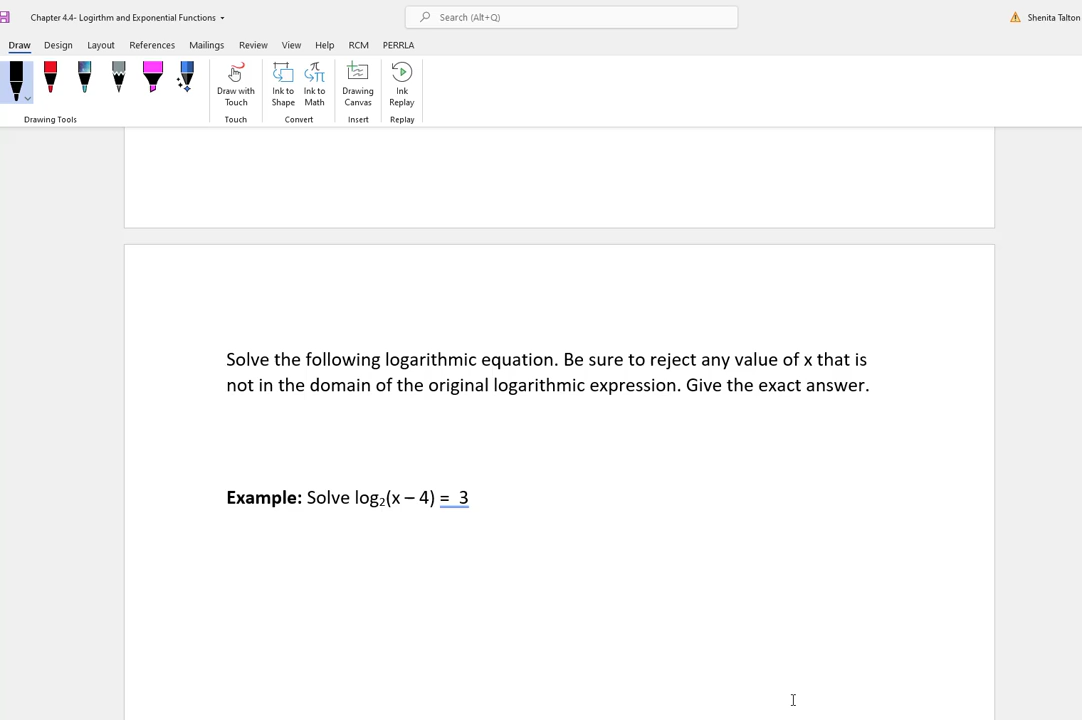 Chapter 4.4- Logirthm and Exponential Functions
Search (Alt+Q)
Shenita Talton
Draw Design Layout References Mailings Review View Help RCM PERRLA
Draw with Touch
Ink to Shape
Ink to Math
Drawing Canvas
Ink Replay
Drawing Tools Touch Convert Insert Replay
Solve the following logarithmic equation. Be sure to reject any value of x that is
not in the domain of the original logarithmic expression. Give the exact answer.
Example: Solve log₂(x – 4) = 3